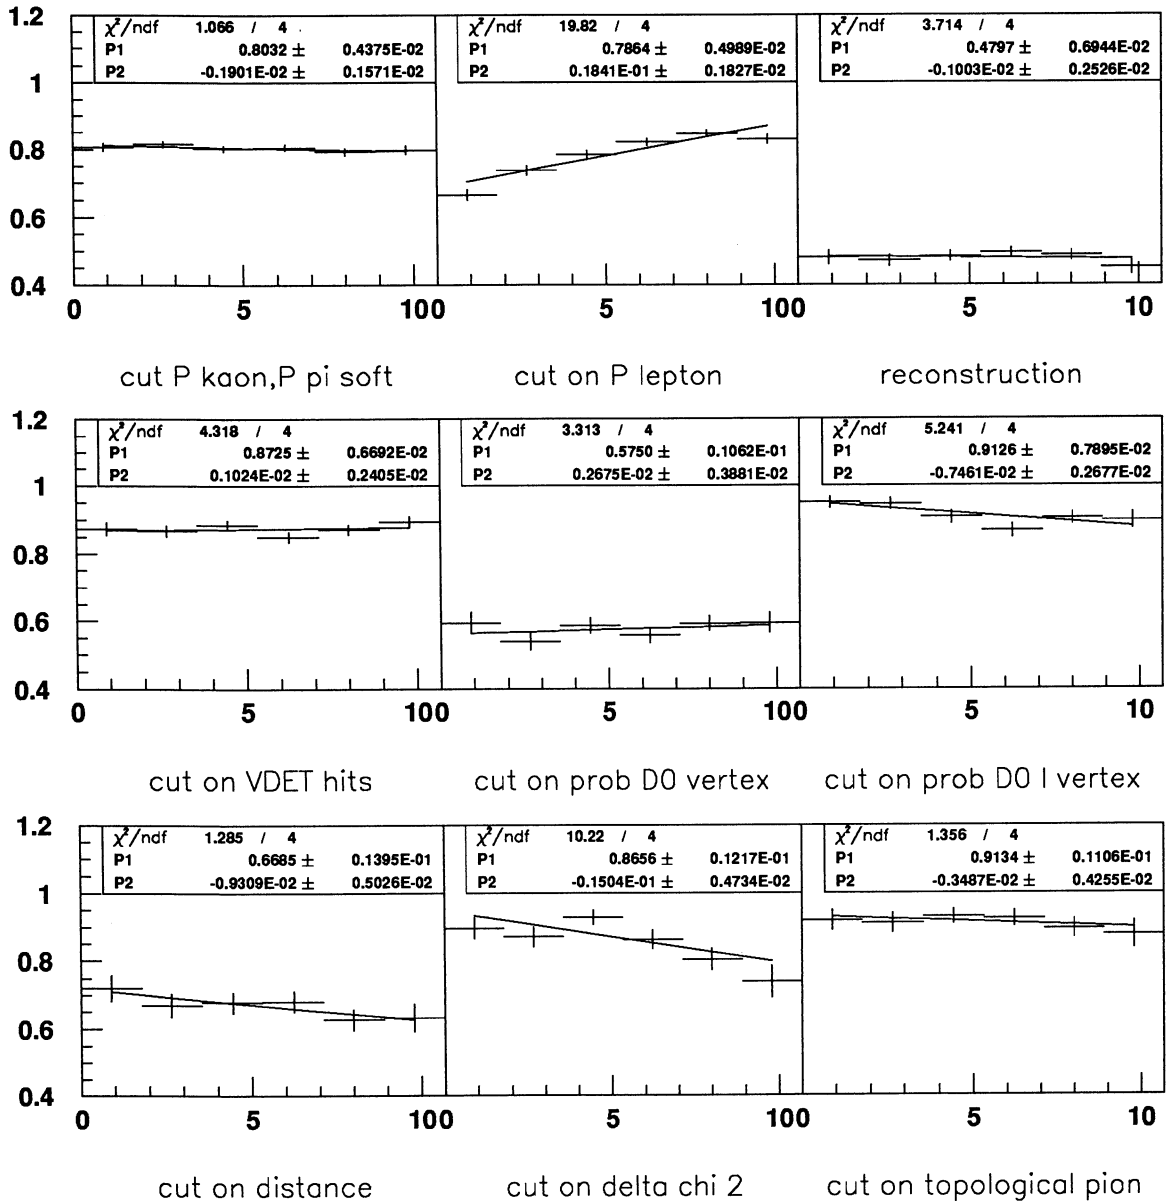 1.2
χ²/ndf 1.066 / 4
P1 0.8032 ± 0.4375E-02
P2 -0.1901E-02 ± 0.1571E-02
χ²/ndf 19.82 / 4
P1 0.7864 ± 0.4989E-02
P2 0.1841E-01 ± 0.1827E-02
χ²/ndf 3.714 / 4
P1 0.4797 ± 0.6944E-02
P2 -0.1003E-02 ± 0.2526E-02
1
0.8
0.6
0.4
0 5 100 5 100 5 10
cut P kaon,P pi soft
cut on P lepton
reconstruction
1.2
χ²/ndf 4.318 / 4
P1 0.8725 ± 0.6692E-02
P2 0.1024E-02 ± 0.2405E-02
χ²/ndf 3.313 / 4
P1 0.5750 ± 0.1062E-01
P2 0.2675E-02 ± 0.3881E-02
χ²/ndf 5.241 / 4
P1 0.9126 ± 0.7895E-02
P2 -0.7461E-02 ± 0.2677E-02
1
0.8
0.6
0.4
0 5 100 5 100 5 10
cut on VDET hits
cut on prob D0 vertex
cut on prob D0 l vertex
1.2
χ²/ndf 1.285 / 4
P1 0.6685 ± 0.1395E-01
P2 -0.9309E-02 ± 0.5026E-02
χ²/ndf 10.22 / 4
P1 0.8656 ± 0.1217E-01
P2 -0.1504E-01 ± 0.4734E-02
χ²/ndf 1.356 / 4
P1 0.9134 ± 0.1106E-01
P2 -0.3487E-02 ± 0.4255E-02
1
0.8
0.6
0.4
0 5 100 5 100 5 10
cut on distance
cut on delta chi 2
cut on topological pion